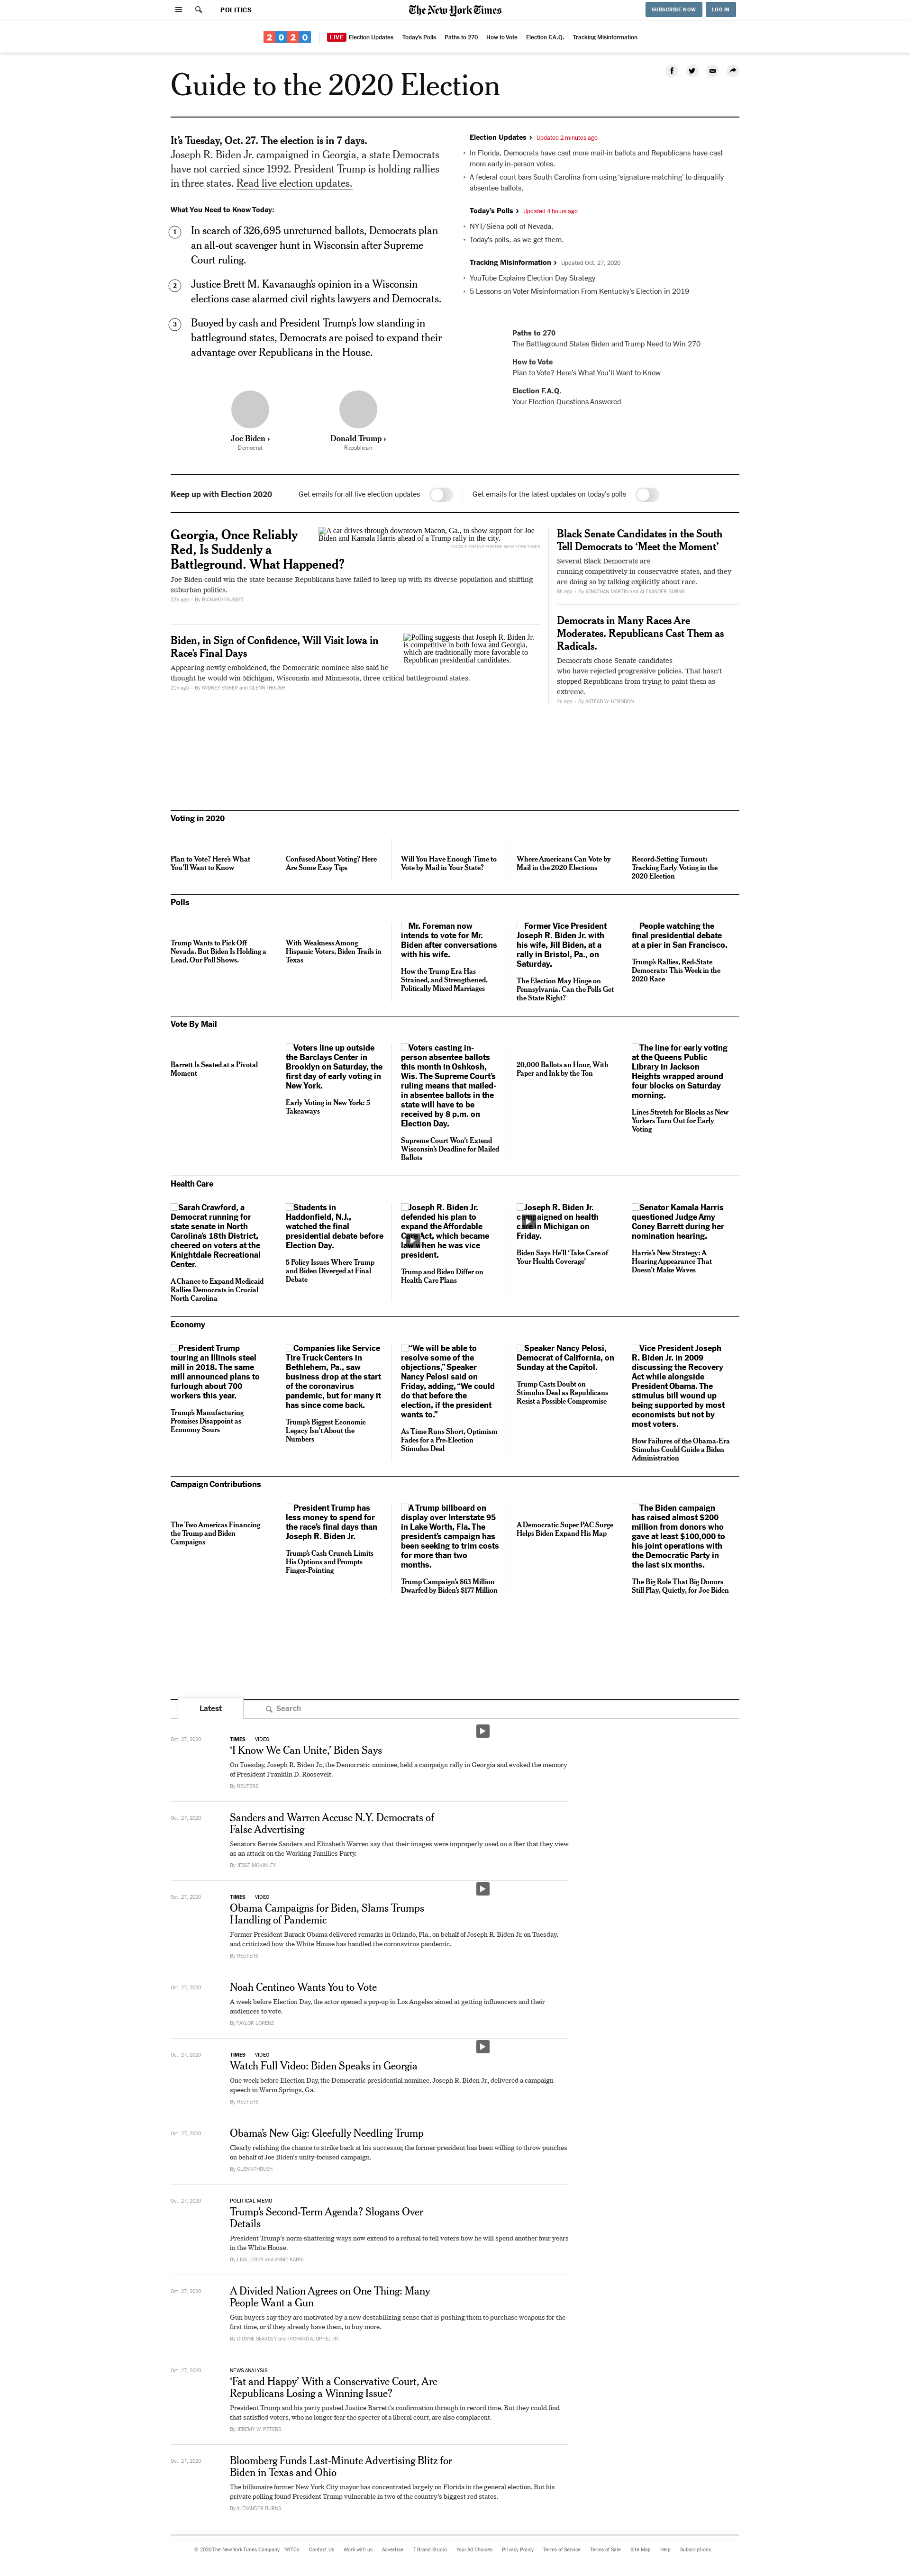 POLITICS
The New York Times
SUBSCRIBE NOW
LOG IN
2020
LIVE Election Updates
Today's Polls
Paths to 270
How to Vote
Election F.A.Q.
Tracking Misinformation
Guide to the 2020 Election
It's Tuesday, Oct. 27. The election is in 7 days.
Joseph R. Biden Jr. campaigned in Georgia, a state Democrats
have not carried since 1992. President Trump is holding rallies
in three states. Read live election updates.
What You Need to Know Today:
1
In search of 326,695 unreturned ballots, Democrats plan
an all-out scavenger hunt in Wisconsin after Supreme
Court ruling.
2
Justice Brett M. Kavanaugh's opinion in a Wisconsin
elections case alarmed civil rights lawyers and Democrats.
3
Buoyed by cash and President Trump's low standing in
battleground states, Democrats are poised to expand their
advantage over Republicans in the House.
Joe Biden ›
Democrat
Donald Trump ›
Republican
Election Updates › Updated 2 minutes ago
• In Florida, Democrats have cast more mail-in ballots and Republicans have cast
more early in-person votes.
• A federal court bars South Carolina from using 'signature matching' to disqualify
absentee ballots.
Today's Polls › Updated 4 hours ago
• NYT/Siena poll of Nevada.
• Today's polls, as we get them.
Tracking Misinformation › Updated Oct. 27, 2020
• YouTube Explains Election Day Strategy
• 5 Lessons on Voter Misinformation From Kentucky's Election in 2019
Paths to 270
The Battleground States Biden and Trump Need to Win 270
How to Vote
Plan to Vote? Here's What You'll Want to Know
Election F.A.Q.
Your Election Questions Answered
Keep up with Election 2020
Get emails for all live election updates
Get emails for the latest updates on today's polls
Georgia, Once Reliably
Red, Is Suddenly a
Battleground. What Happened?
Joe Biden could win the state because Republicans have failed to keep up with its diverse population and shifting
suburban politics.
22h ago - By RICHARD FAUSSET
A car drives through downtown Macon, Ga., to show support for Joe
Biden and Kamala Harris ahead of a Trump rally in the city.
NICOLE CRAINE FOR THE NEW YORK TIMES
Biden, in Sign of Confidence, Will Visit Iowa in
Race's Final Days
Appearing newly emboldened, the Democratic nominee also said he
thought he would win Michigan, Wisconsin and Minnesota, three critical battleground states.
21h ago - By SYDNEY EMBER and GLENN THRUSH
Polling suggests that Joseph R. Biden Jr.
is competitive in both Iowa and Georgia,
which are traditionally more favorable to
Republican presidential candidates.
Black Senate Candidates in the South
Tell Democrats to 'Meet the Moment'
Several Black Democrats are
running competitively in conservative states, and they
are doing so by talking explicitly about race.
6h ago - By JONATHAN MARTIN and ALEXANDER BURNS
Democrats in Many Races Are
Moderates. Republicans Cast Them as
Radicals.
Democrats chose Senate candidates
who have rejected progressive policies. That hasn't
stopped Republicans from trying to paint them as
extreme.
2d ago - By ASTEAD W. HERNDON
Voting in 2020
Plan to Vote? Here's What
You'll Want to Know
Confused About Voting? Here
Are Some Easy Tips
Will You Have Enough Time to
Vote by Mail in Your State?
Where Americans Can Vote by
Mail in the 2020 Elections
Record-Setting Turnout:
Tracking Early Voting in the
2020 Election
Polls
Trump Wants to Pick Off
Nevada. But Biden Is Holding a
Lead, Our Poll Shows.
With Weakness Among
Hispanic Voters, Biden Trails in
Texas
Mr. Foreman now
intends to vote for Mr.
Biden after conversations
with his wife.
How the Trump Era Has
Strained, and Strengthened,
Politically Mixed Marriages
Former Vice President
Joseph R. Biden Jr. with
his wife, Jill Biden, at a
rally in Bristol, Pa., on
Saturday.
The Election May Hinge on
Pennsylvania. Can the Polls Get
the State Right?
People watching the
final presidential debate
at a pier in San Francisco.
Trump's Rallies, Red-State
Democrats: This Week in the
2020 Race
Vote By Mail
Barrett Is Seated at a Pivotal
Moment
Voters line up outside
the Barclays Center in
Brooklyn on Saturday, the
first day of early voting in
New York.
Early Voting in New York: 5
Takeaways
Voters casting in-
person absentee ballots
this month in Oshkosh,
Wis. The Supreme Court's
ruling means that mailed-
in absentee ballots in the
state will have to be
received by 8 p.m. on
Election Day.
Supreme Court Won't Extend
Wisconsin's Deadline for Mailed
Ballots
20,000 Ballots an Hour, With
Paper and Ink by the Ton
The line for early voting
at the Queens Public
Library in Jackson
Heights wrapped around
four blocks on Saturday
morning.
Lines Stretch for Blocks as New
Yorkers Turn Out for Early
Voting
Health Care
Sarah Crawford, a
Democrat running for
state senate in North
Carolina's 18th District,
cheered on voters at the
Knightdale Recreational
Center.
A Chance to Expand Medicaid
Rallies Democrats in Crucial
North Carolina
Students in
Haddonfield, N.J.,
watched the final
presidential debate before
Election Day.
5 Policy Issues Where Trump
and Biden Diverged at Final
Debate
Joseph R. Biden Jr.
defended his plan to
expand the Affordable
Care Act, which became
law when he was vice
president.
Trump and Biden Differ on
Health Care Plans
Joseph R. Biden Jr.
campaigned on health
care in Michigan on
Friday.
Biden Says He'll 'Take Care of
Your Health Coverage'
Senator Kamala Harris
questioned Judge Amy
Coney Barrett during her
nomination hearing.
Harris's New Strategy: A
Hearing Appearance That
Doesn't Make Waves
Economy
President Trump
touring an Illinois steel
mill in 2018. The same
mill announced plans to
furlough about 700
workers this year.
Trump's Manufacturing
Promises Disappoint as
Economy Sours
Companies like Service
Tire Truck Centers in
Bethlehem, Pa., saw
business drop at the start
of the coronavirus
pandemic, but for many it
has since come back.
Trump's Biggest Economic
Legacy Isn't About the
Numbers
"We will be able to
resolve some of the
objections," Speaker
Nancy Pelosi said on
Friday, adding, "We could
do that before the
election, if the president
wants to."
As Time Runs Short, Optimism
Fades for a Pre-Election
Stimulus Deal
Speaker Nancy Pelosi,
Democrat of California, on
Sunday at the Capitol.
Trump Casts Doubt on
Stimulus Deal as Republicans
Resist a Possible Compromise
Vice President Joseph
R. Biden Jr. in 2009
discussing the Recovery
Act while alongside
President Obama. The
stimulus bill wound up
being supported by most
economists but not by
most voters.
How Failures of the Obama-Era
Stimulus Could Guide a Biden
Administration
Campaign Contributions
The Two Americas Financing
the Trump and Biden
Campaigns
President Trump has
less money to spend for
the race's final days than
Joseph R. Biden Jr.
Trump's Cash Crunch Limits
His Options and Prompts
Finger-Pointing
A Trump billboard on
display over Interstate 95
in Lake Worth, Fla. The
president's campaign has
been seeking to trim costs
for more than two
months.
Trump Campaign's $63 Million
Dwarfed by Biden's $177 Million
A Democratic Super PAC Surge
Helps Biden Expand His Map
The Biden campaign
has raised almost $200
million from donors who
gave at least $100,000 to
his joint operations with
the Democratic Party in
the last six months.
The Big Role That Big Donors
Still Play, Quietly, for Joe Biden
Latest
Search
Oct. 27, 2020
TIMES | VIDEO
'I Know We Can Unite,' Biden Says
On Tuesday, Joseph R. Biden Jr., the Democratic nominee, held a campaign rally in Georgia and evoked the memory
of President Franklin D. Roosevelt.
By REUTERS
Oct. 27, 2020
Sanders and Warren Accuse N.Y. Democrats of
False Advertising
Senators Bernie Sanders and Elizabeth Warren say that their images were improperly used on a flier that they view
as an attack on the Working Families Party.
By JESSE MCKINLEY
Oct. 27, 2020
TIMES | VIDEO
Obama Campaigns for Biden, Slams Trumps
Handling of Pandemic
Former President Barack Obama delivered remarks in Orlando, Fla., on behalf of Joseph R. Biden Jr. on Tuesday,
and criticized how the White House has handled the coronavirus pandemic.
By REUTERS
Oct. 27, 2020
Noah Centineo Wants You to Vote
A week before Election Day, the actor opened a pop-up in Los Angeles aimed at getting influencers and their
audiences to vote.
By TAYLOR LORENZ
Oct. 27, 2020
TIMES | VIDEO
Watch Full Video: Biden Speaks in Georgia
One week before Election Day, the Democratic presidential nominee, Joseph R. Biden Jr., delivered a campaign
speech in Warm Springs, Ga.
By REUTERS
Oct. 27, 2020
Obama's New Gig: Gleefully Needling Trump
Clearly relishing the chance to strike back at his successor, the former president has been willing to throw punches
on behalf of Joe Biden's unity-focused campaign.
By GLENN THRUSH
Oct. 27, 2020
POLITICAL MEMO
Trump's Second-Term Agenda? Slogans Over
Details
President Trump's norm-shattering ways now extend to a refusal to tell voters how he will spend another four years
in the White House.
By LISA LERER and ANNIE KARNI
Oct. 27, 2020
A Divided Nation Agrees on One Thing: Many
People Want a Gun
Gun buyers say they are motivated by a new destabilizing sense that is pushing them to purchase weapons for the
first time, or if they already have them, to buy more.
By DIONNE SEARCEY and RICHARD A. OPPEL JR.
Oct. 27, 2020
NEWS ANALYSIS
'Fat and Happy' With a Conservative Court, Are
Republicans Losing a Winning Issue?
President Trump and his party pushed Justice Barrett's confirmation through in record time. But they could find
that satisfied voters, who no longer fear the specter of a liberal court, are also complacent.
By JEREMY W. PETERS
Oct. 27, 2020
Bloomberg Funds Last-Minute Advertising Blitz for
Biden in Texas and Ohio
The billionaire former New York City mayor has concentrated largely on Florida in the general election. But his
private polling found President Trump vulnerable in two of the country's biggest red states.
By ALEXANDER BURNS
© 2020 The New York Times Company
NYTCo
Contact Us
Work with us
Advertise
T Brand Studio
Your Ad Choices
Privacy Policy
Terms of Service
Terms of Sale
Site Map
Help
Subscriptions